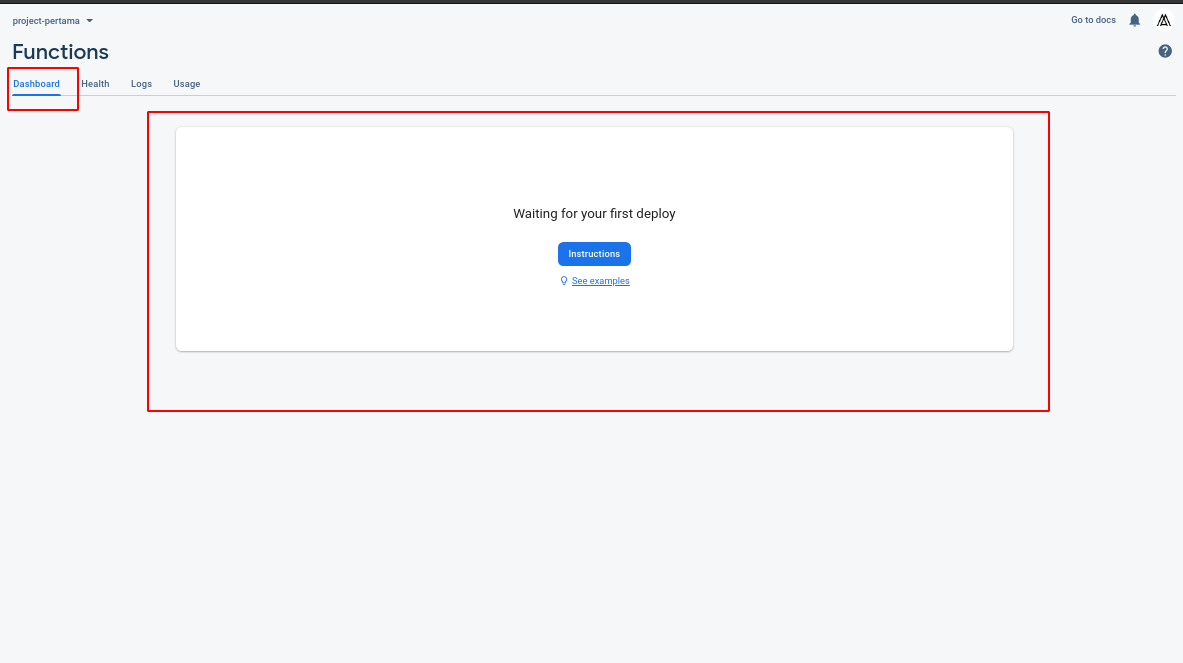 project-pertama
Go to docs
Functions
Dashboard Health Logs Usage
Waiting for your first deploy
Instructions
See examples